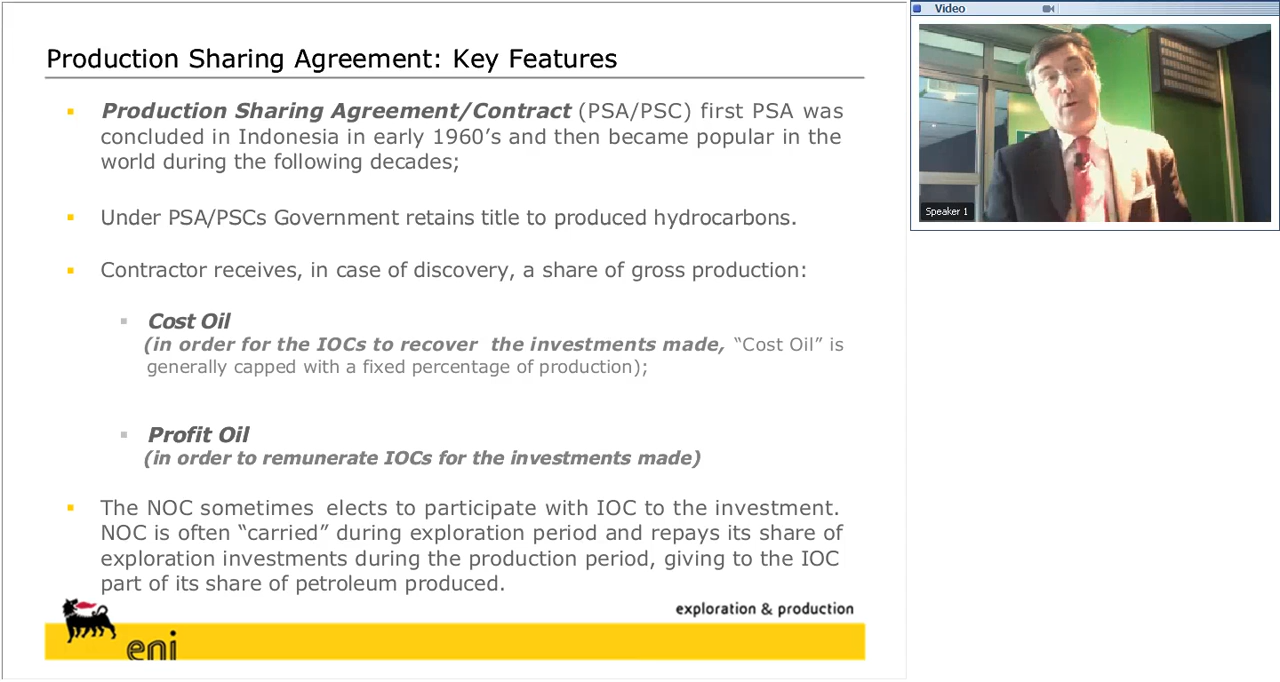 Production Sharing Agreement: Key Features
Production Sharing Agreement/Contract (PSA/PSC) first PSA was
concluded in Indonesia in early 1960's and then became popular in the
world during the following decades;
Under PSA/PSCs Government retains title to produced hydrocarbons.
Contractor receives, in case of discovery, a share of gross production:
Cost Oil
(in order for the IOCs to recover the investments made, “Cost Oil” is
generally capped with a fixed percentage of production);
Profit Oil
(in order to remunerate IOCs for the investments made)
The NOC sometimes elects to participate with IOC to the investment.
NOC is often “carried” during exploration period and repays its share of
exploration investments during the production period, giving to the IOC
part of its share of petroleum produced.
exploration & production
eni
Video
Speaker 1